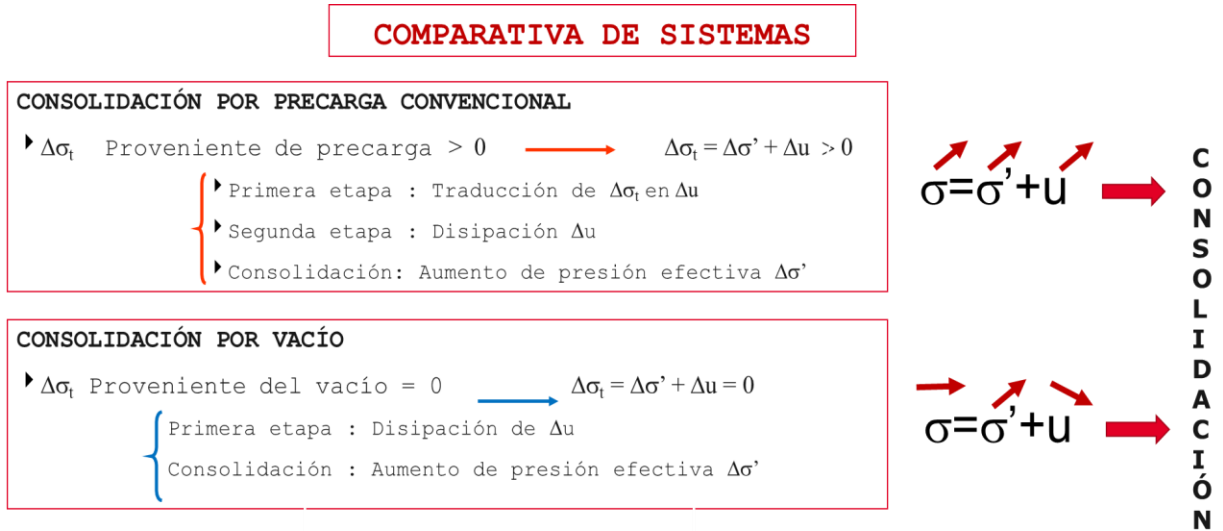 COMPARATIVA DE SISTEMAS
CONSOLIDACIÓN POR PRECARGA CONVENCIONAL
Δσt Proveniente de precarga > 0 Δσt = Δσ’ + Δu > 0
Primera etapa : Traducción de Δσt en Δu
Segunda etapa : Disipación Δu
Consolidación: Aumento de presión efectiva Δσ’
σ=σ’+u
CONSOLIDACIÓN POR VACÍO
Δσt Proveniente del vacío = 0 Δσt = Δσ’ + Δu = 0
Primera etapa : Disipación de Δu
Consolidación : Aumento de presión efectiva Δσ’
σ=σ’+u
CONSOLIDACIÓN